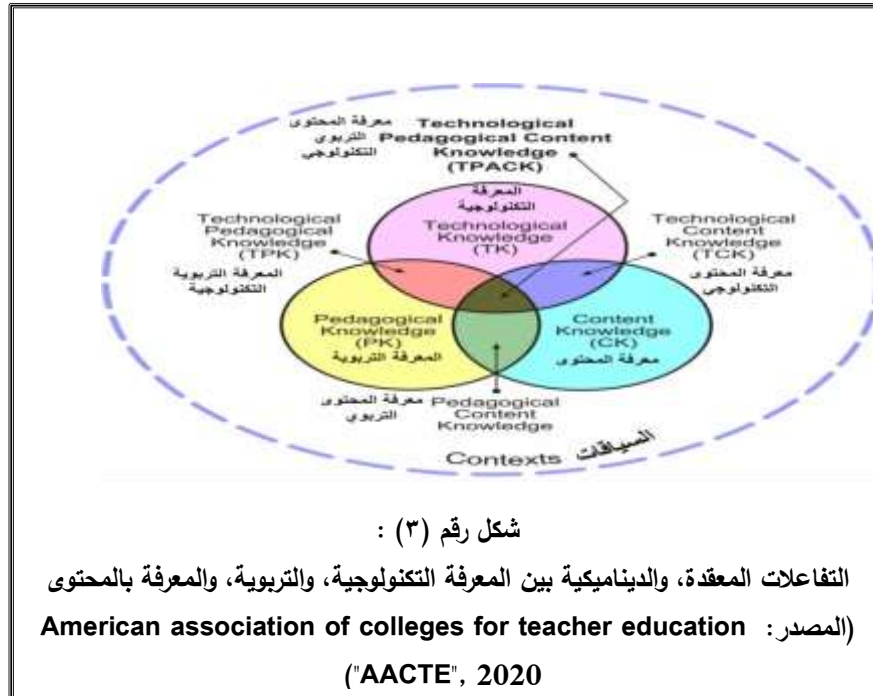 معرفة المحتوى
التربوي
التكنولوجي
Technological
Pedagogical Content
Knowledge
(TPACK)
المعرفة
التكنولوجية
Technological
Knowledge
(TK)
Technological
Pedagogical
Knowledge
(TPK)
المعرفة التربوية
التكنولوجية
Technological
Content
Knowledge
(TCK)
معرفة المحتوى
التكنولوجي
Pedagogical
Knowledge
(PK)
المعرفة التربوية
Content
Knowledge
(CK)
معرفة المحتوى
معرفة المحتوى
التربوي
Pedagogical
Content
Knowledge
Contexts السياقات
شكل رقم (٣) :
التفاعلات المعقدة، والديناميكية بين المعرفة التكنولوجية، والتربوية، والمعرفة بالمحتوى
(المصدر: American association of colleges for teacher education
"AACTE", 2020)